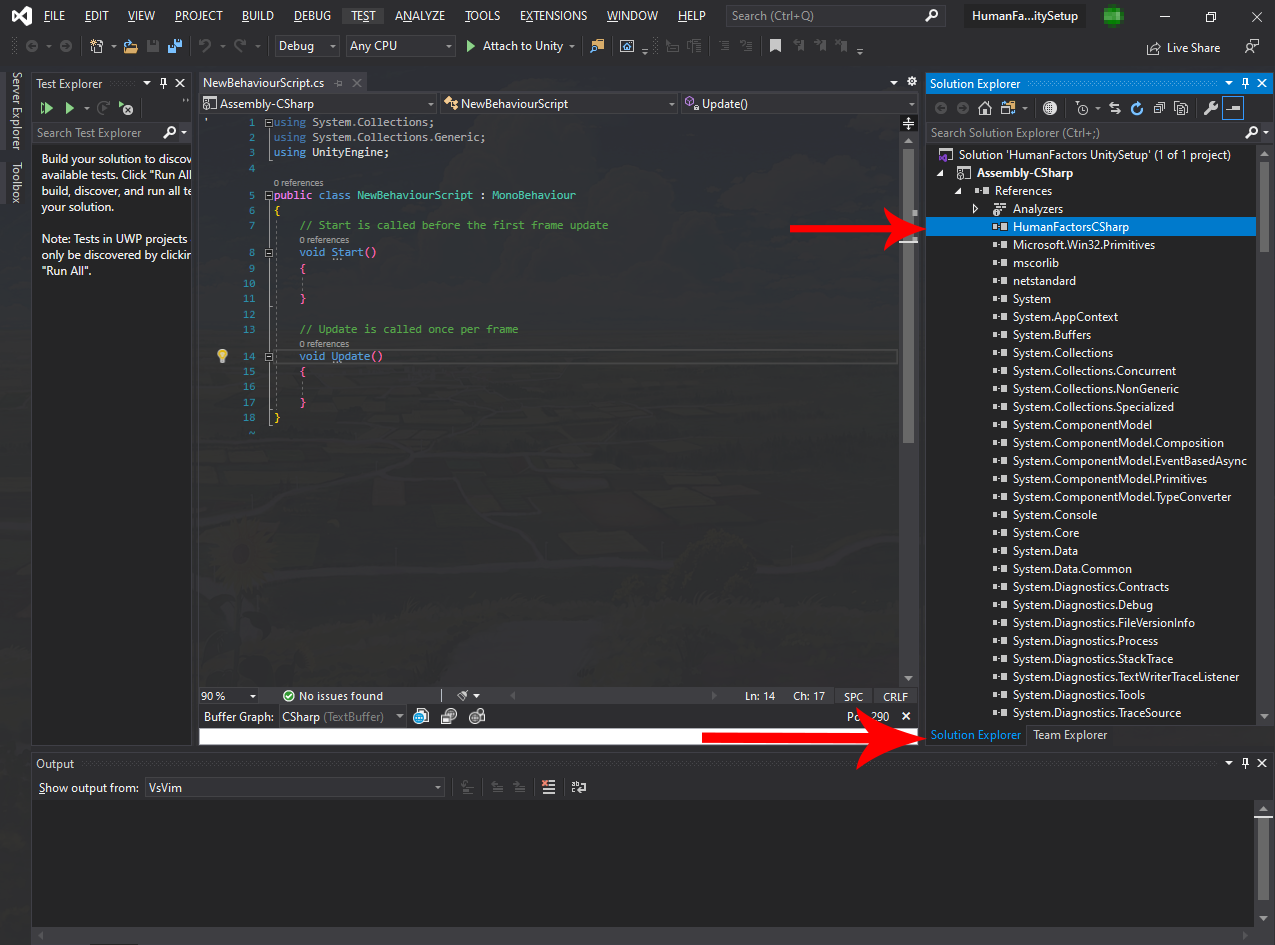 FILE EDIT VIEW PROJECT BUILD DEBUG TEST ANALYZE TOOLS EXTENSIONS WINDOW HELP Search (Ctrl+Q) HumanFa...itySetup
Debug Any CPU Attach to Unity Live Share
Server Explorer
Toolbox
Test Explorer
Search Test Explorer
Build your solution to discov
available tests. Click "Run All
build, discover, and run all te
your solution.
Note: Tests in UWP projects
only be discovered by clickin
"Run All".
NewBehaviourScript.cs
Assembly-CSharp NewBehaviourScript Update()
1 using System.Collections;
2 using System.Collections.Generic;
3 using UnityEngine;
4
0 references
5 public class NewBehaviourScript : MonoBehaviour
6 {
7 // Start is called before the first frame update
0 references
8 void Start()
9 {
10
11 }
12
13 // Update is called once per frame
0 references
14 void Update()
15 {
16
17 }
18 }
~
90 % No issues found Ln: 14 Ch: 17 SPC CRLF
Buffer Graph: CSharp (TextBuffer) 290
Solution Explorer
Search Solution Explorer (Ctrl+;)
Solution 'HumanFactors UnitySetup' (1 of 1 project)
Assembly-CSharp
References
Analyzers
HumanFactorsCSharp
Microsoft.Win32.Primitives
mscorlib
netstandard
System
System.AppContext
System.Buffers
System.Collections
System.Collections.Concurrent
System.Collections.NonGeneric
System.Collections.Specialized
System.ComponentModel
System.ComponentModel.Composition
System.ComponentModel.EventBasedAsync
System.ComponentModel.Primitives
System.ComponentModel.TypeConverter
System.Console
System.Core
System.Data
System.Data.Common
System.Diagnostics.Contracts
System.Diagnostics.Debug
System.Diagnostics.FileVersionInfo
System.Diagnostics.Process
System.Diagnostics.StackTrace
System.Diagnostics.TextWriterTraceListener
System.Diagnostics.Tools
System.Diagnostics.TraceSource
Solution Explorer Team Explorer
Output
Show output from: VsVim